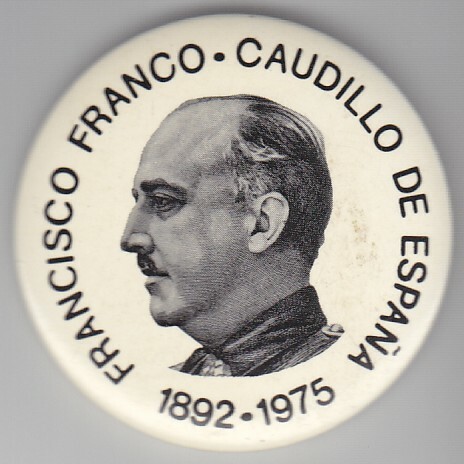 FRANCISCO FRANCO • CAUDILLO DE ESPAÑA
1892 • 1975